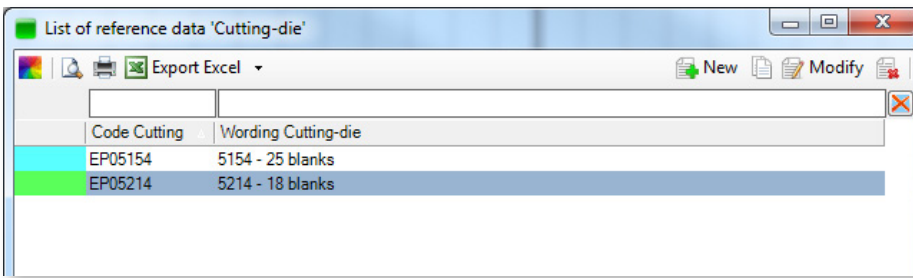 List of reference data 'Cutting-die'
Export Excel New Modify
Code Cutting Wording Cutting-die
EP05154 5154 - 25 blanks
EP05214 5214 - 18 blanks